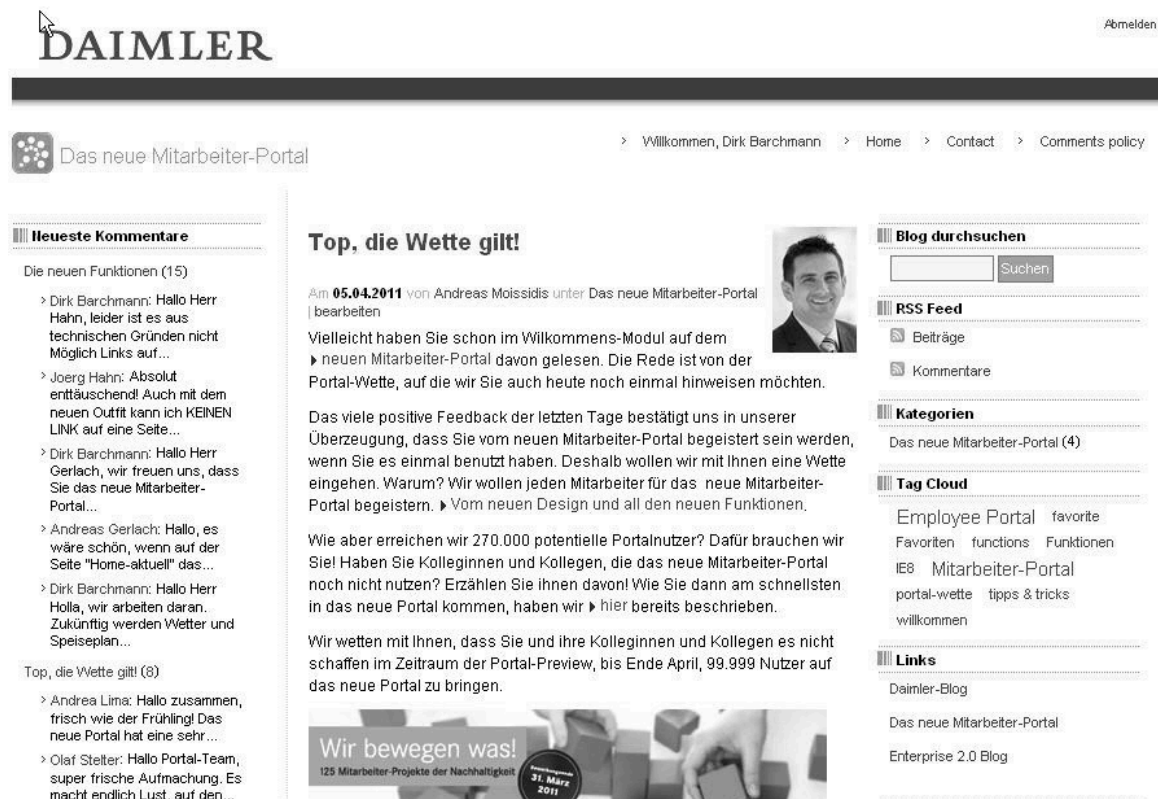 DAIMLER
Abmelden
Das neue Mitarbeiter-Portal
> Willkommen, Dirk Barchmann > Home > Contact > Comments policy
Neueste Kommentare
Die neuen Funktionen (15)
> Dirk Barchmann: Hallo Herr
Hahn, leider ist es aus
technischen Gründen nicht
Möglich Links auf...
> Joerg Hahn: Absolut
enttäuschend! Auch mit dem
neuen Outfit kann ich KEINEN
LINK auf eine Seite...
> Dirk Barchmann: Hallo Herr
Gerlach, wir freuen uns, dass
Sie das neue Mitarbeiter-
Portal...
> Andreas Gerlach: Hallo, es
wäre schön, wenn auf der
Seite "Home-aktuell" das...
> Dirk Barchmann: Hallo Herr
Holla, wir arbeiten daran.
Zukünftig werden Wetter und
Speiseplan...
Top, die Wette gilt! (8)
> Andrea Lima: Hallo zusammen,
frisch wie der Frühling! Das
neue Portal hat eine sehr...
> Olaf Stelter: Hallo Portal-Team,
super frische Aufmachung. Es
macht endlich Lust, auf den...
Top, die Wette gilt!
Am 05.04.2011 von Andreas Moissidis unter Das neue Mitarbeiter-Portal
| bearbeiten
Vielleicht haben Sie schon im Wilkommens-Modul auf dem
neuen Mitarbeiter-Portal davon gelesen. Die Rede ist von der
Portal-Wette, auf die wir Sie auch heute noch einmal hinweisen möchten.
Das viele positive Feedback der letzten Tage bestätigt uns in unserer
Überzeugung, dass Sie vom neuen Mitarbeiter-Portal begeistert sein werden,
wenn Sie es einmal benutzt haben. Deshalb wollen wir mit Ihnen eine Wette
eingehen. Warum? Wir wollen jeden Mitarbeiter für das neue Mitarbeiter-
Portal begeistern. Vom neuen Design und all den neuen Funktionen.
Wie aber erreichen wir 270.000 potentielle Portalnutzer? Dafür brauchen wir
Sie! Haben Sie Kolleginnen und Kollegen, die das neue Mitarbeiter-Portal
noch nicht nutzen? Erzählen Sie ihnen davon! Wie Sie dann am schnellsten
in das neue Portal kommen, haben wir hier bereits beschrieben.
Wir wetten mit Ihnen, dass Sie und ihre Kolleginnen und Kollegen es nicht
schaffen im Zeitraum der Portal-Preview, bis Ende April, 99.999 Nutzer auf
das neue Portal zu bringen.
Wir bewegen was!
125 Mitarbeiter-Projekte der Nachhaltigkeit
31. März
2011
Blog durchsuchen
Suchen
RSS Feed
Beiträge
Kommentare
Kategorien
Das neue Mitarbeiter-Portal (4)
Tag Cloud
Employee Portal favorite
Favoriten functions Funktionen
IE8 Mitarbeiter-Portal
portal-wette tipps & tricks
willkommen
Links
Daimler-Blog
Das neue Mitarbeiter-Portal
Enterprise 2.0 Blog